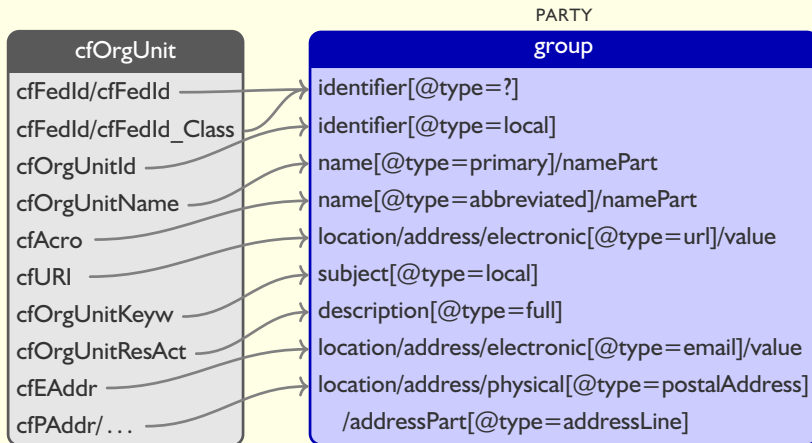 PARTY
cfOrgUnit
cfFedId/cfFedId
cfFedId/cfFedId_Class
cfOrgUnitId
cfOrgUnitName
cfAcro
cfURI
cfOrgUnitKeyw
cfOrgUnitResAct
cfEAddr
cfPAddr/...
group
identifier[@type=?]
identifier[@type=local]
name[@type=primary]/namePart
name[@type=abbreviated]/namePart
location/address/electronic[@type=url]/value
subject[@type=local]
description[@type=full]
location/address/electronic[@type=email]/value
location/address/physical[@type=postalAddress]
/addressPart[@type=addressLine]